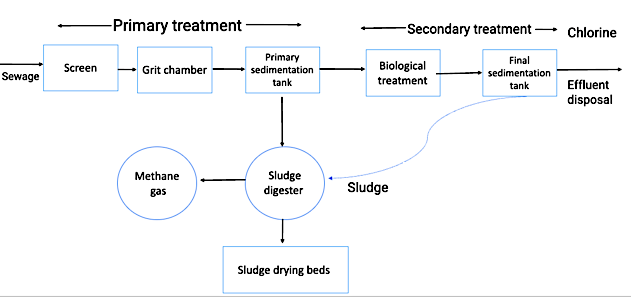 Primary treatment
Secondary treatment
Chlorine
Sewage
Screen
Grit chamber
Primary
sedimentation
tank
Biological
treatment
Final
sedimentation
tank
Effluent
disposal
Methane
gas
Sludge
digester
Sludge
Sludge drying beds